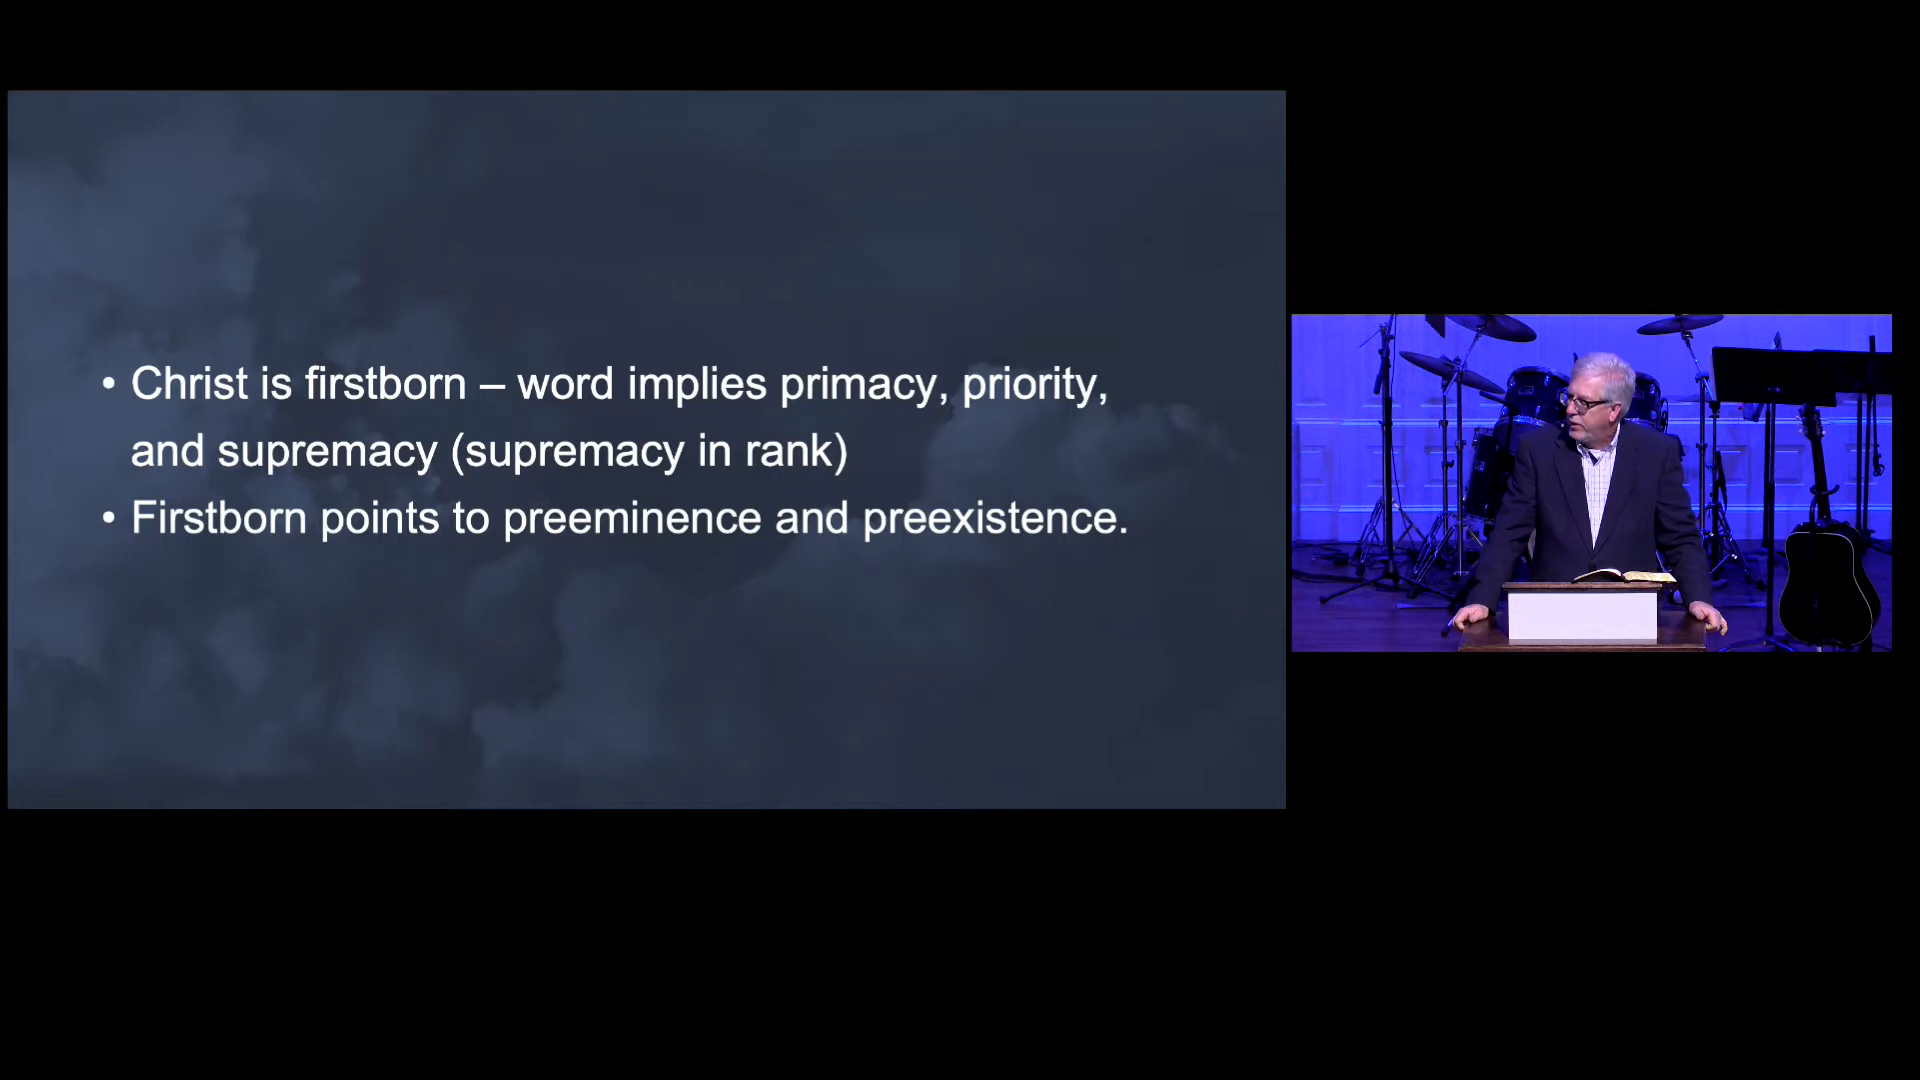 • Christ is firstborn – word implies primacy, priority,
and supremacy (supremacy in rank)
• Firstborn points to preeminence and preexistence.